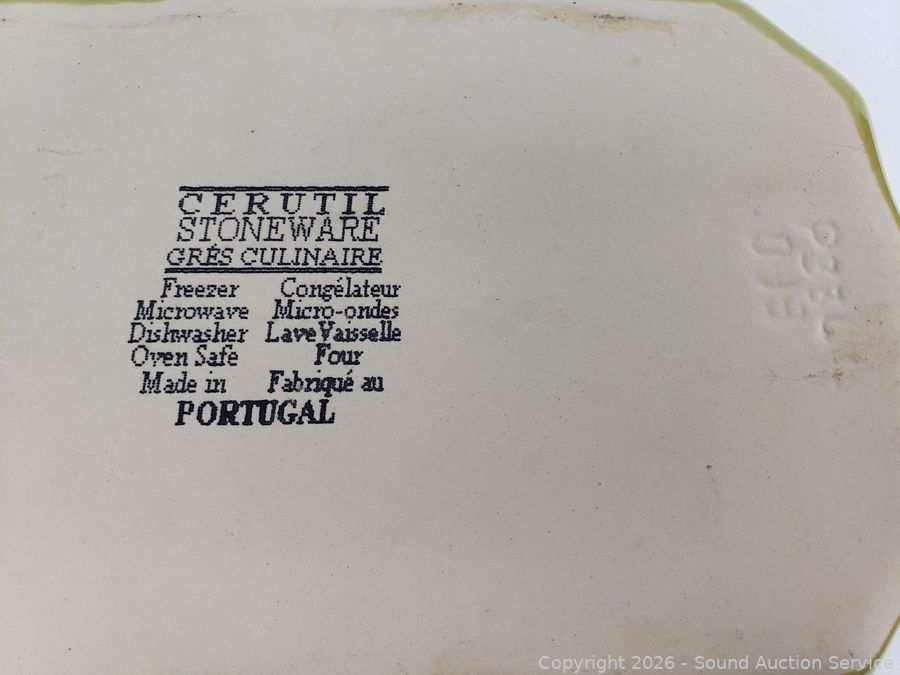 CERUTIL
STONEWARE
GRÉS CULINAIRE
Freezer Congélateur
Microwave Micro-ondes
Dishwasher LaveVaisselle
Oven Safe Four
Made in Fabriqué au
PORTUGAL
Copyright 2026 - Sound Auction Service